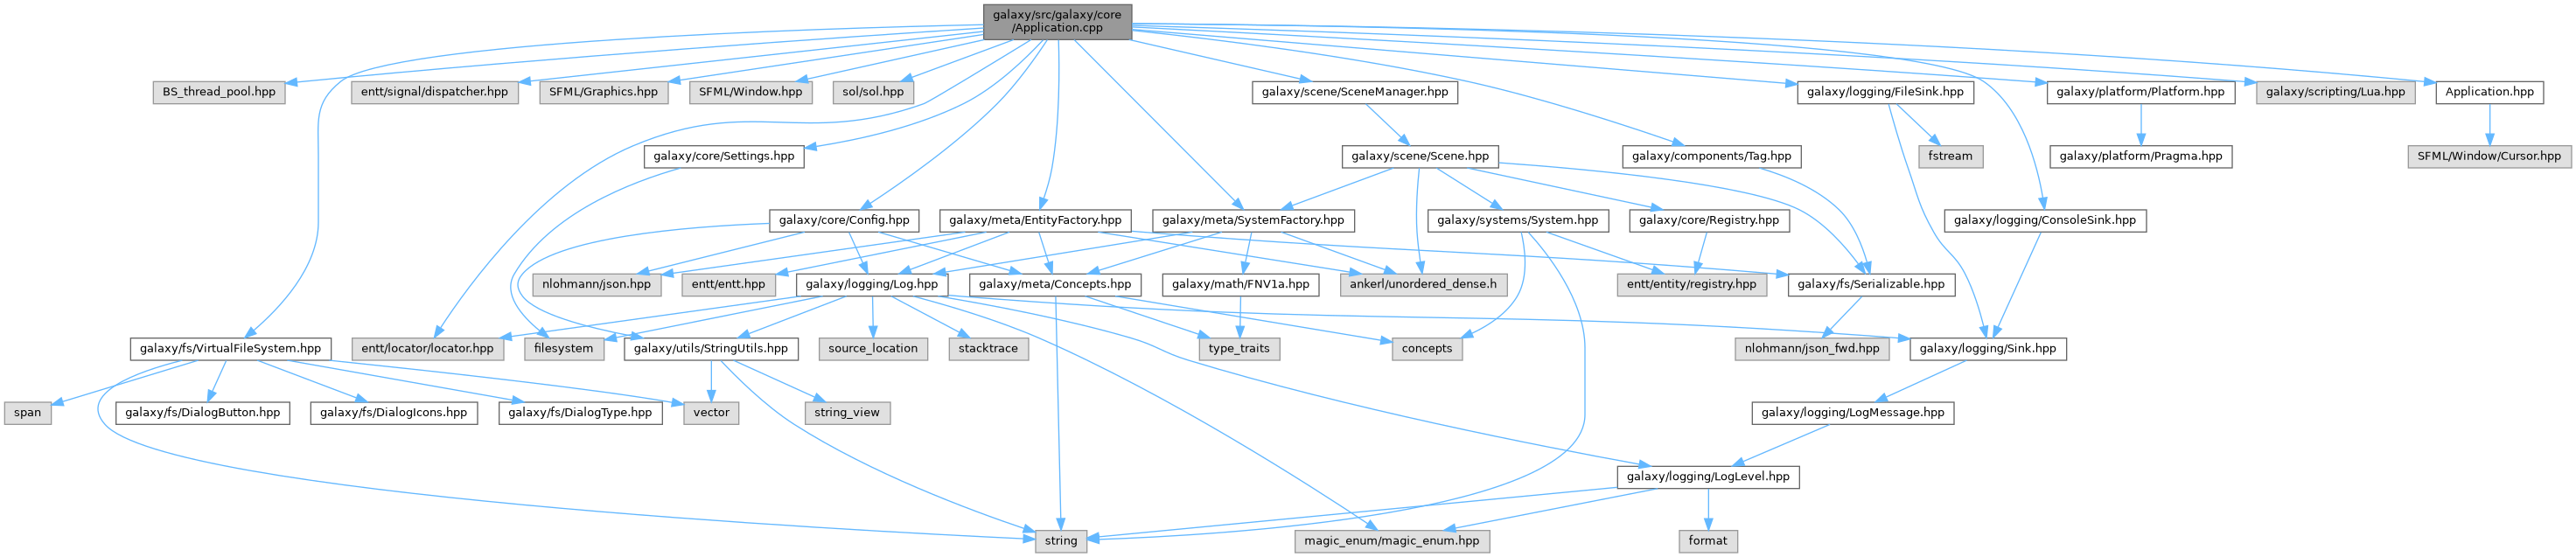 galaxy/src/galaxy/core
/Application.cpp
BS_thread_pool.hpp
entt/signal/dispatcher.hpp
SFML/Graphics.hpp
SFML/Window.hpp
sol/sol.hpp
galaxy/scene/SceneManager.hpp
galaxy/logging/FileSink.hpp
galaxy/platform/Platform.hpp
galaxy/scripting/Lua.hpp
Application.hpp
galaxy/core/Settings.hpp
galaxy/scene/Scene.hpp
galaxy/components/Tag.hpp
fstream
galaxy/platform/Pragma.hpp
SFML/Window/Cursor.hpp
galaxy/core/Config.hpp
galaxy/meta/EntityFactory.hpp
galaxy/meta/SystemFactory.hpp
galaxy/systems/System.hpp
galaxy/core/Registry.hpp
galaxy/logging/ConsoleSink.hpp
nlohmann/json.hpp
entt/entt.hpp
galaxy/logging/Log.hpp
galaxy/meta/Concepts.hpp
galaxy/math/FNV1a.hpp
ankerl/unordered_dense.h
entt/entity/registry.hpp
galaxy/fs/Serializable.hpp
galaxy/fs/VirtualFileSystem.hpp
entt/locator/locator.hpp
filesystem
galaxy/utils/StringUtils.hpp
source_location
stacktrace
type_traits
concepts
nlohmann/json_fwd.hpp
galaxy/logging/Sink.hpp
span
galaxy/fs/DialogButton.hpp
galaxy/fs/DialogIcons.hpp
galaxy/fs/DialogType.hpp
vector
string_view
galaxy/logging/LogMessage.hpp
galaxy/logging/LogLevel.hpp
string
magic_enum/magic_enum.hpp
format